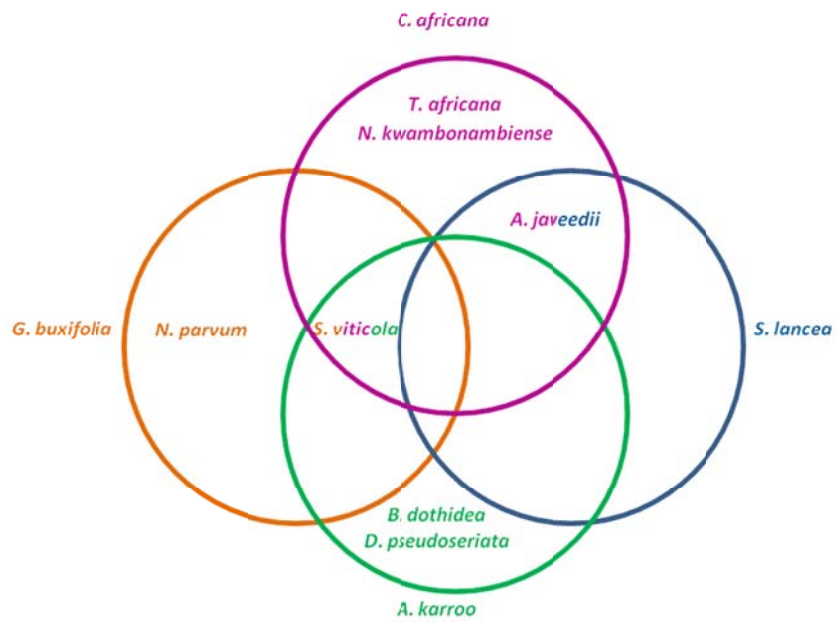 C. africana
T. africana
N. kwambonambiense
A. javeedii
G. buxifolia
N. parvum
S. viticola
S. lancea
B. dothidea
D. pseudoseriata
A. karroo